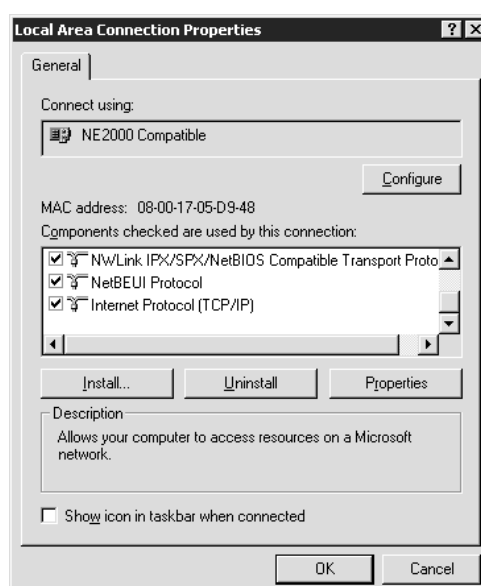 Local Area Connection Properties
General
Connect using:
NE2000 Compatible
Configure
MAC address: 08-00-17-05-D9-48
Components checked are used by this connection:
NWLink IPX/SPX/NetBIOS Compatible Transport Proto
NetBEUI Protocol
Internet Protocol (TCP/IP)
Install... Uninstall Properties
Description
Allows your computer to access resources on a Microsoft
network.
Show icon in taskbar when connected
OK Cancel